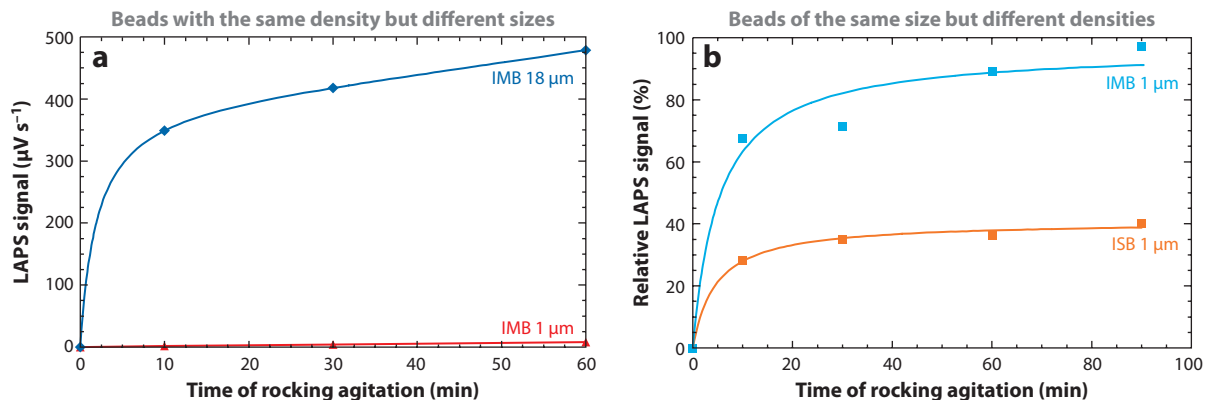 Beads with the same density but different sizes
a
500
400
300
200
100
0
LAPS signal (µV s⁻¹)
IMB 18 µm
IMB 1 µm
0
10
20
30
40
50
60
Time of rocking agitation (min)
Beads of the same size but different densities
b
100
80
60
40
20
0
Relative LAPS signal (%)
IMB 1 µm
ISB 1 µm
0
20
40
60
80
100
Time of rocking agitation (min)